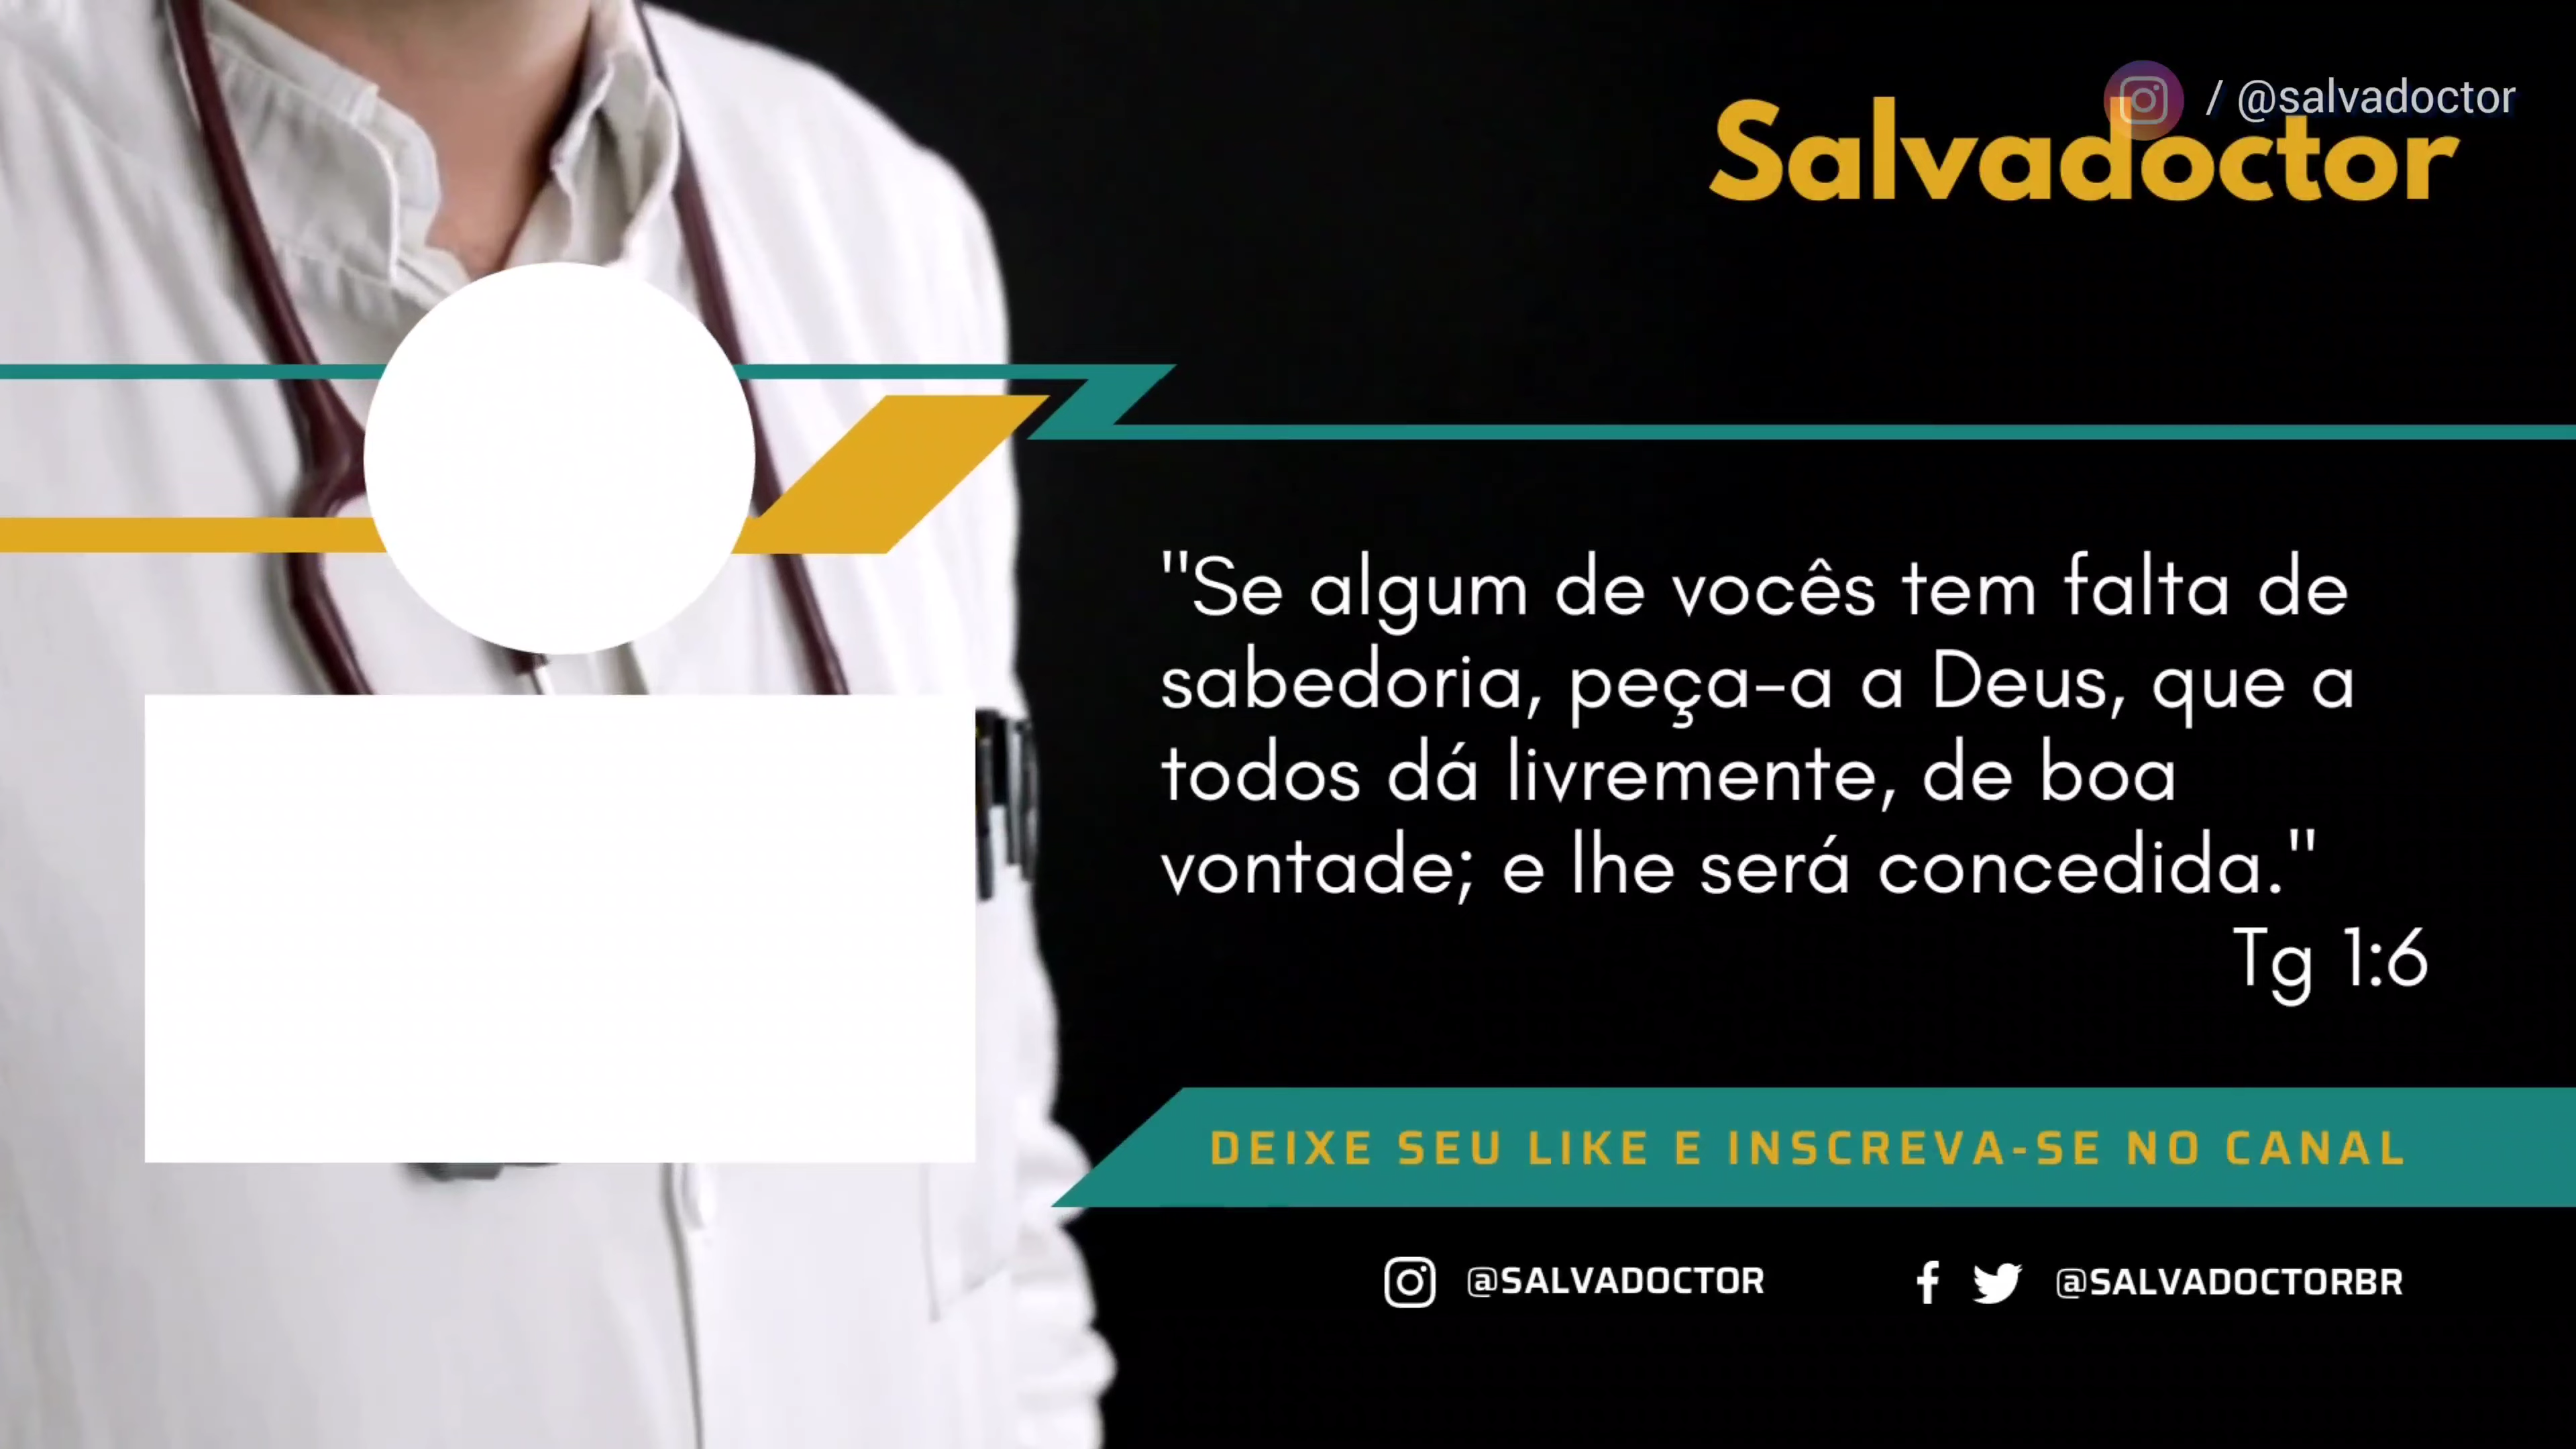 / @salvadoctor
Salvadoctor
"Se algum de vocês tem falta de
sabedoria, peça-a a Deus, que a
todos dá livremente, de boa
vontade; e lhe será concedida."
Tg 1:6
DEIXE SEU LIKE E INSCREVA-SE NO CANAL
@SALVADOCTOR
@SALVADOCTORBR